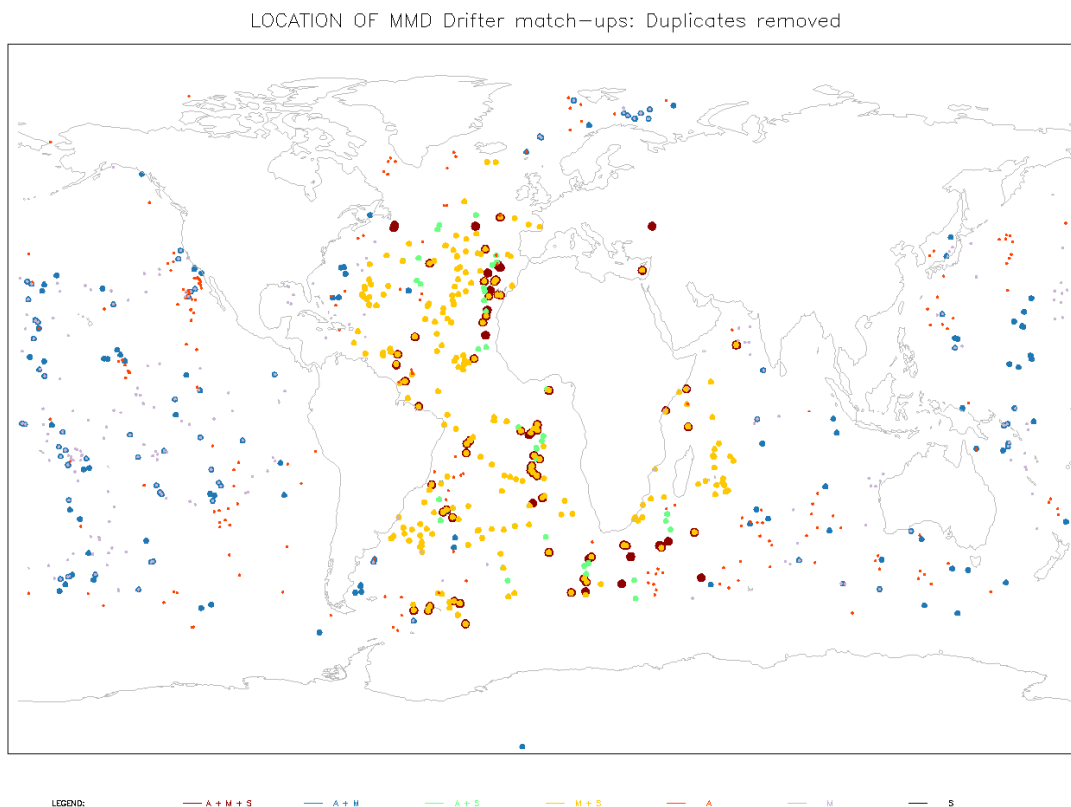 LOCATION OF MMD Drifter match-ups: Duplicates removed
LEGEND: A + M + S A + M A + S M + S A M S